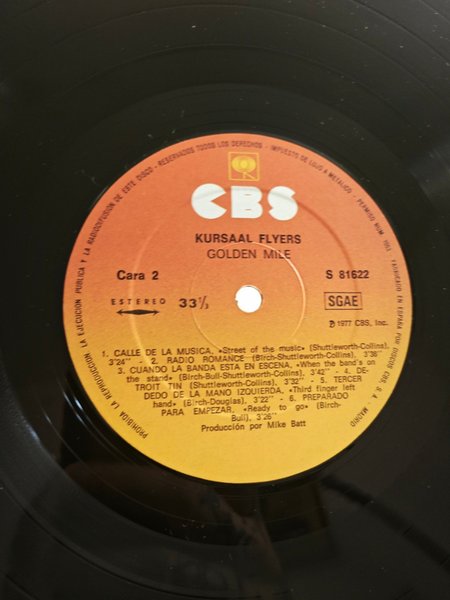 PROHIBIDA LA REPRODUCCIÓN, LA EJECUCION PUBLICA Y LA RADIODIFUSION DE ESTE DISCO - RESERVADOS TODOS LOS DERECHOS - IMPUESTO DE LUJO A METALICO - PERMISO NUM. 1053 FABRICADO EN ESPAÑA POR DISCOS CBS, S. A. MADRID
CBS
KURSAAL FLYERS
GOLDEN MILE
Cara 2
S 81622
ESTEREO
33⅓
SGAE
℗ 1977 CBS, Inc.
1. CALLE DE LA MUSICA, «Street of the music» (Shuttleworth-Collins),
3'24'' - 2. RADIO ROMANCE (Birch-Shuttleworth-Collins), 3'36''
3. CUANDO LA BANDA ESTA EN ESCENA, «When the band's on
the stand» (Birch-Bull-Shuttleworth-Collins), 3'42'' - 4. DE-
TROIT TIN (Shuttleworth-Collins), 3'32'' - 5. TERCER
DEDO DE LA MANO IZQUIERDA, «Third finger left
hand» (Birch-Douglas), 3'22'' - 6. PREPARADO
PARA EMPEZAR, «Ready to go» (Birch-
Bull), 3'26''
Producción por Mike Batt